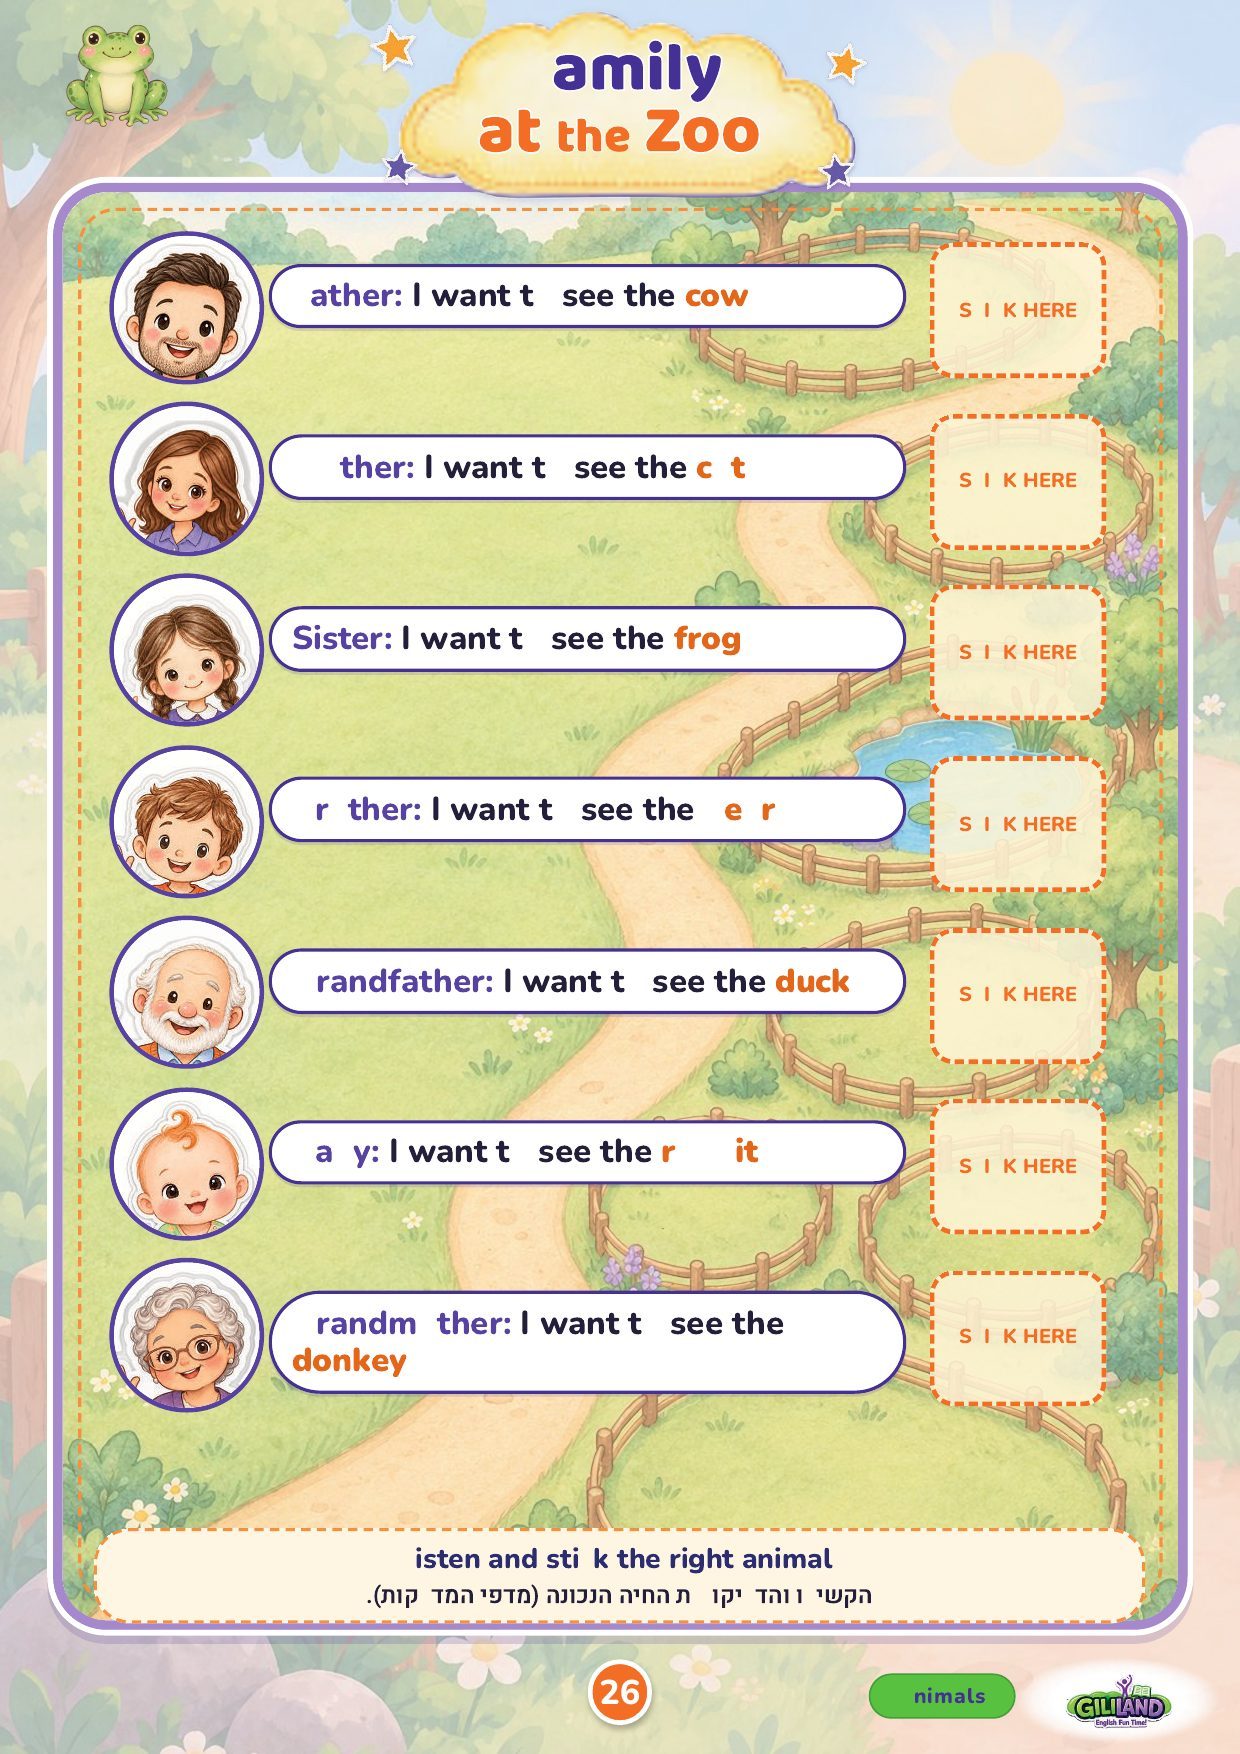 amily
at the Zoo
ather: I want t see the cow
S I K HERE
ther: I want t see the c t
S I K HERE
Sister: I want t see the frog
S I K HERE
r ther: I want t see the e r
S I K HERE
randfather: I want t see the duck
S I K HERE
a y: I want t see the r it
S I K HERE
randm ther: I want t see the
donkey
S I K HERE
isten and sti k the right animal
הקשי ו והד יקו ת החיה הנכונה (מדפי המד קות).
26
nimals
GILILAND
English Fun Time!